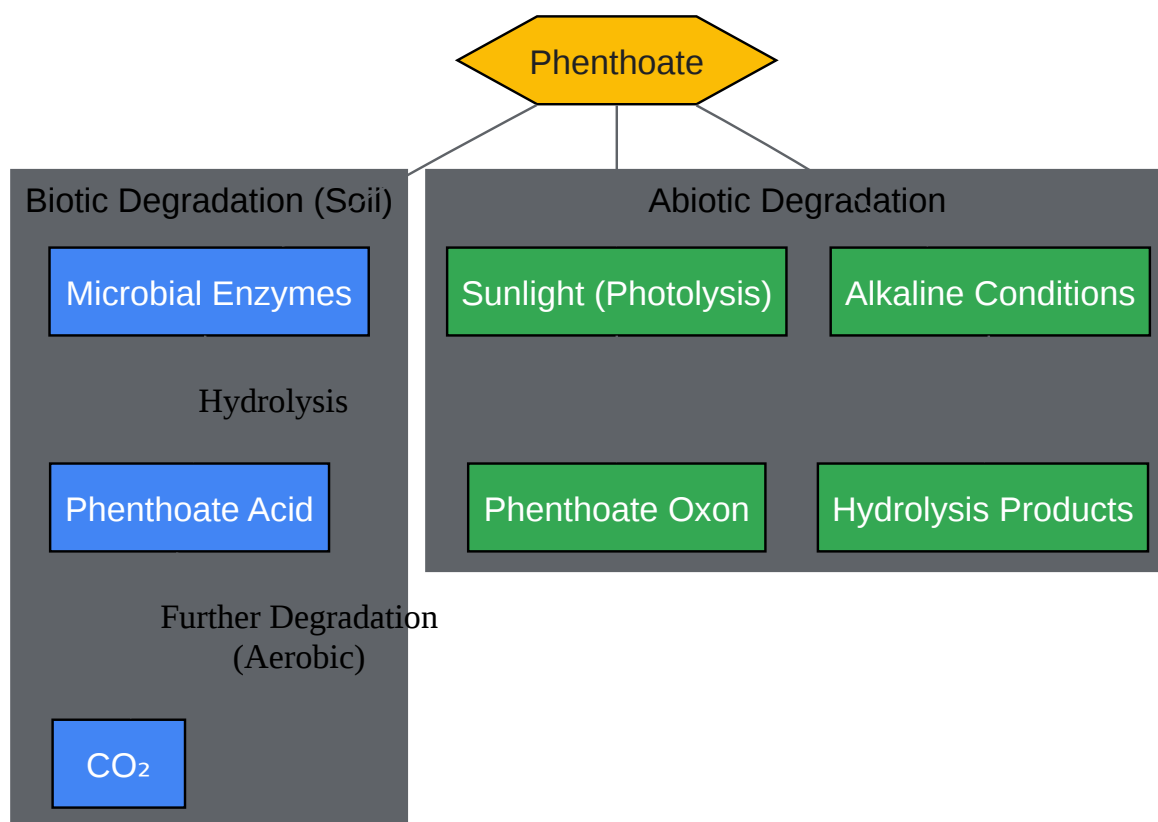 Phenthoate
Biotic Degradation (Soil)
Abiotic Degradation
Microbial Enzymes
Sunlight (Photolysis)
Alkaline Conditions
Hydrolysis
Phenthoate Acid
Phenthoate Oxon
Hydrolysis Products
Further Degradation
(Aerobic)
CO₂